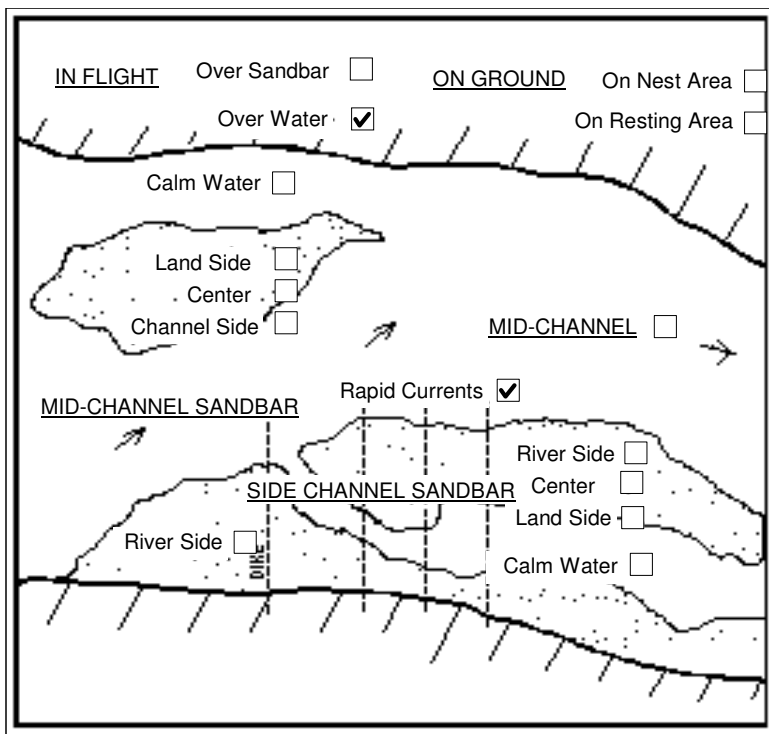 IN FLIGHT Over Sandbar ON GROUND On Nest Area
Over Water On Resting Area
Calm Water
Land Side
Center
Channel Side
MID-CHANNEL
Rapid Currents
MID-CHANNEL SANDBAR
River Side
SIDE CHANNEL SANDBAR Center
Land Side
River Side
DIKE
Calm Water